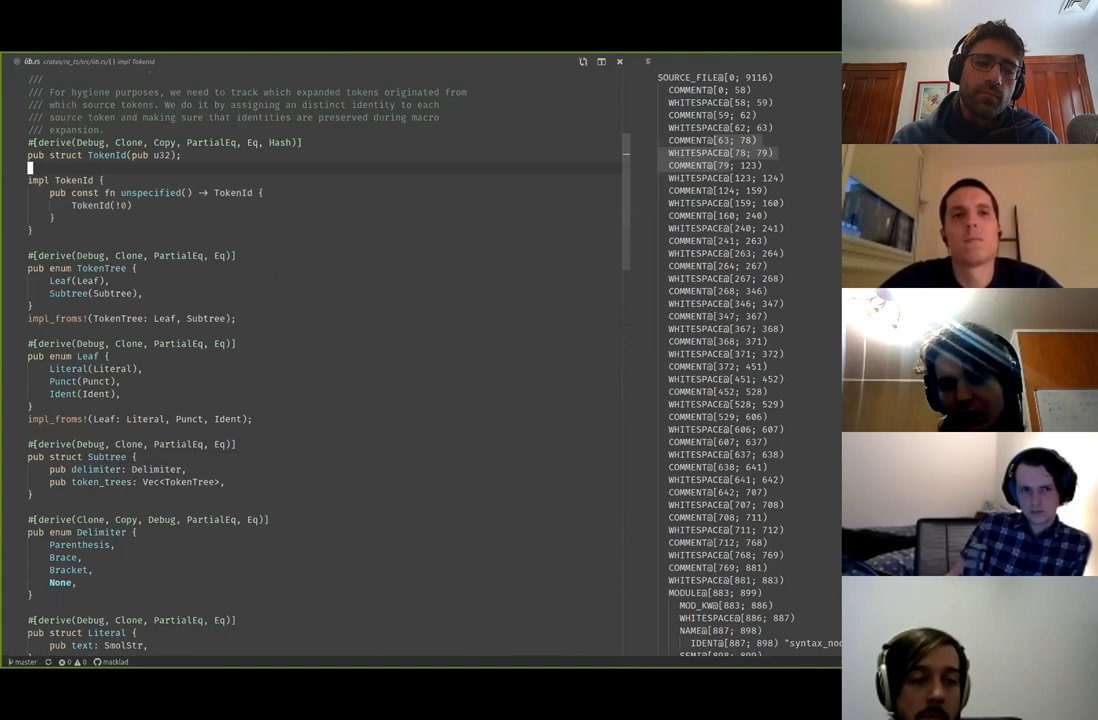 lib.rs crates/ra_tt/src/lib.rs/{} impl TokenId
///
/// For hygiene purposes, we need to track which expanded tokens originated from
/// which source tokens. We do it by assigning an distinct identity to each
/// source token and making sure that identities are preserved during macro
/// expansion.
#[derive(Debug, Clone, Copy, PartialEq, Eq, Hash)]
pub struct TokenId(pub u32);
impl TokenId {
pub const fn unspecified() → TokenId {
TokenId(!0)
}
}
#[derive(Debug, Clone, PartialEq, Eq)]
pub enum TokenTree {
Leaf(Leaf),
Subtree(Subtree),
}
impl_froms!(TokenTree: Leaf, Subtree);
#[derive(Debug, Clone, PartialEq, Eq)]
pub enum Leaf {
Literal(Literal),
Punct(Punct),
Ident(Ident),
}
impl_froms!(Leaf: Literal, Punct, Ident);
#[derive(Debug, Clone, PartialEq, Eq)]
pub struct Subtree {
pub delimiter: Delimiter,
pub token_trees: Vec<TokenTree>,
}
#[derive(Clone, Copy, Debug, PartialEq, Eq)]
pub enum Delimiter {
Parenthesis,
Brace,
Bracket,
None,
}
#[derive(Debug, Clone, PartialEq, Eq)]
pub struct Literal {
pub text: SmolStr,
master 0 0 matklad
SOURCE_FILE@[0; 9116)
COMMENT@[0; 58)
WHITESPACE@[58; 59)
COMMENT@[59; 62)
WHITESPACE@[62; 63)
COMMENT@[63; 78)
WHITESPACE@[78; 79)
COMMENT@[79; 123)
WHITESPACE@[123; 124)
COMMENT@[124; 159)
WHITESPACE@[159; 160)
COMMENT@[160; 240)
WHITESPACE@[240; 241)
COMMENT@[241; 263)
WHITESPACE@[263; 264)
COMMENT@[264; 267)
WHITESPACE@[267; 268)
COMMENT@[268; 346)
WHITESPACE@[346; 347)
COMMENT@[347; 367)
WHITESPACE@[367; 368)
COMMENT@[368; 371)
WHITESPACE@[371; 372)
COMMENT@[372; 451)
WHITESPACE@[451; 452)
COMMENT@[452; 528)
WHITESPACE@[528; 529)
COMMENT@[529; 606)
WHITESPACE@[606; 607)
COMMENT@[607; 637)
WHITESPACE@[637; 638)
COMMENT@[638; 641)
WHITESPACE@[641; 642)
COMMENT@[642; 707)
WHITESPACE@[707; 708)
COMMENT@[708; 711)
WHITESPACE@[711; 712)
COMMENT@[712; 768)
WHITESPACE@[768; 769)
COMMENT@[769; 881)
WHITESPACE@[881; 883)
MODULE@[883; 899)
MOD_KW@[883; 886)
WHITESPACE@[886; 887)
NAME@[887; 898)
IDENT@[887; 898) "syntax_no